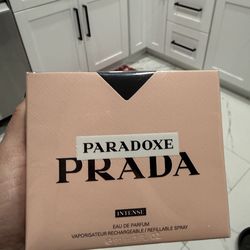 PARADOXE
PRADA
INTENSE
EAU DE PARFUM
VAPORISATEUR RECHARGEABLE / REFILLABLE SPRAY